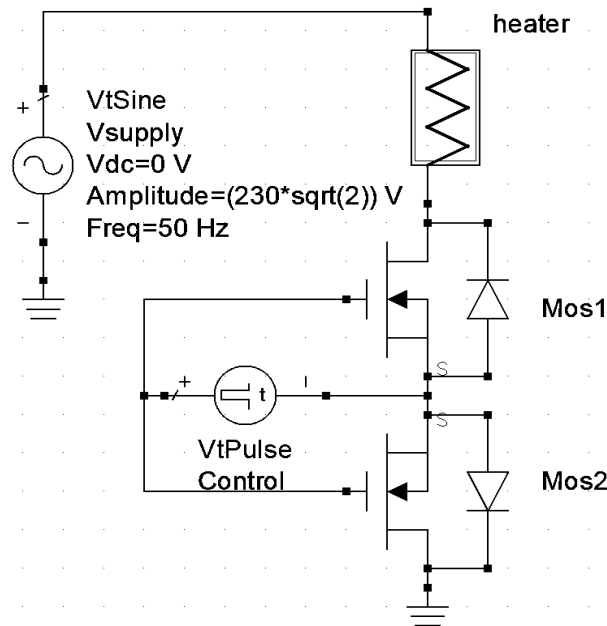 heater
VtSine
Vsupply
Vdc=0 V
Amplitude=(230*sqrt(2)) V
Freq=50 Hz
+
−
Mos1
S
+
t
−
S
VtPulse
Control
Mos2